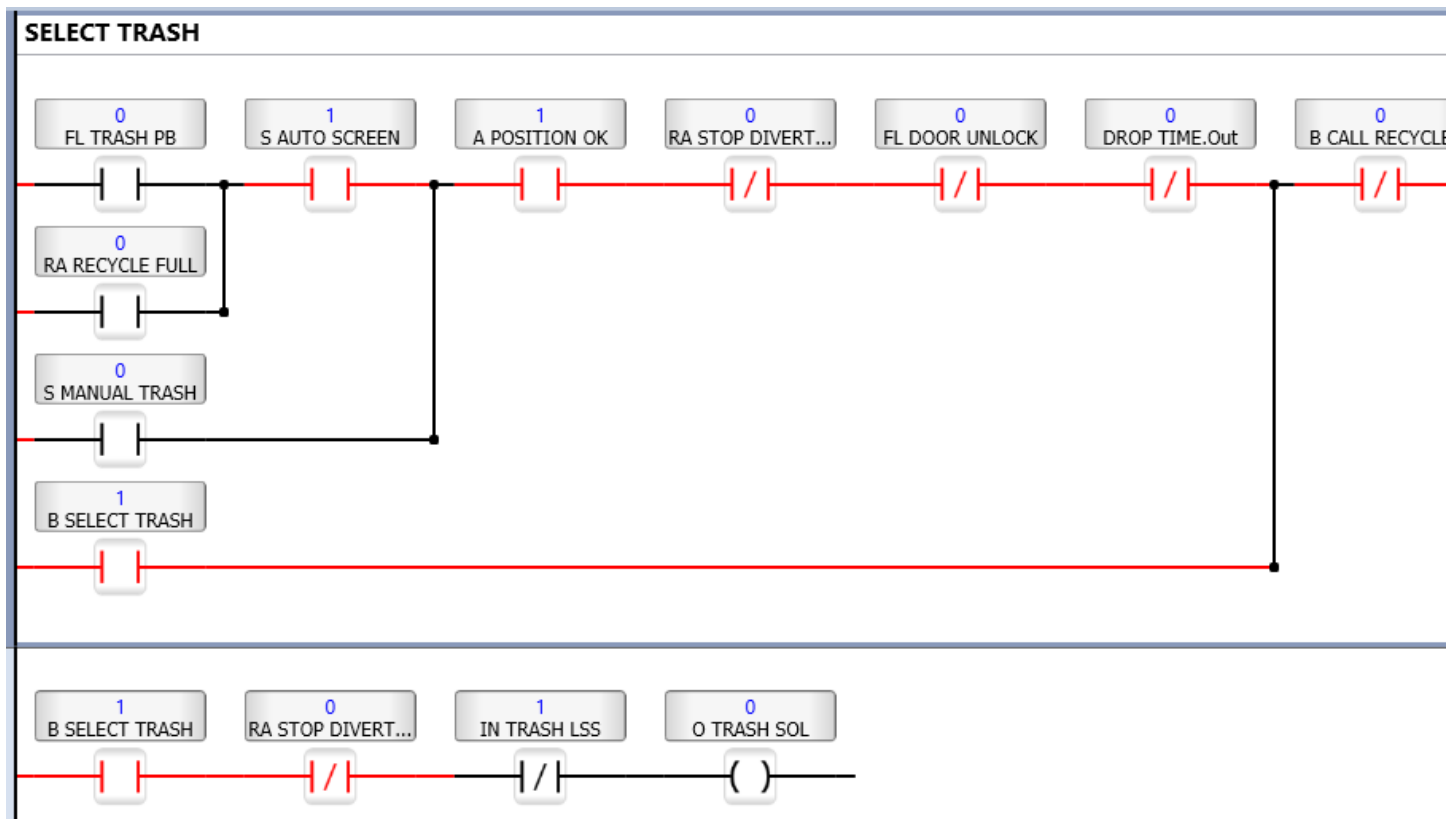 SELECT TRASH
0 1 1 0 0 0 0
FL TRASH PB S AUTO SCREEN A POSITION OK RA STOP DIVERT... FL DOOR UNLOCK DROP TIME.Out B CALL RECYCLE
0
RA RECYCLE FULL
0
S MANUAL TRASH
1
B SELECT TRASH
1 0 1 0
B SELECT TRASH RA STOP DIVERT... IN TRASH LSS O TRASH SOL